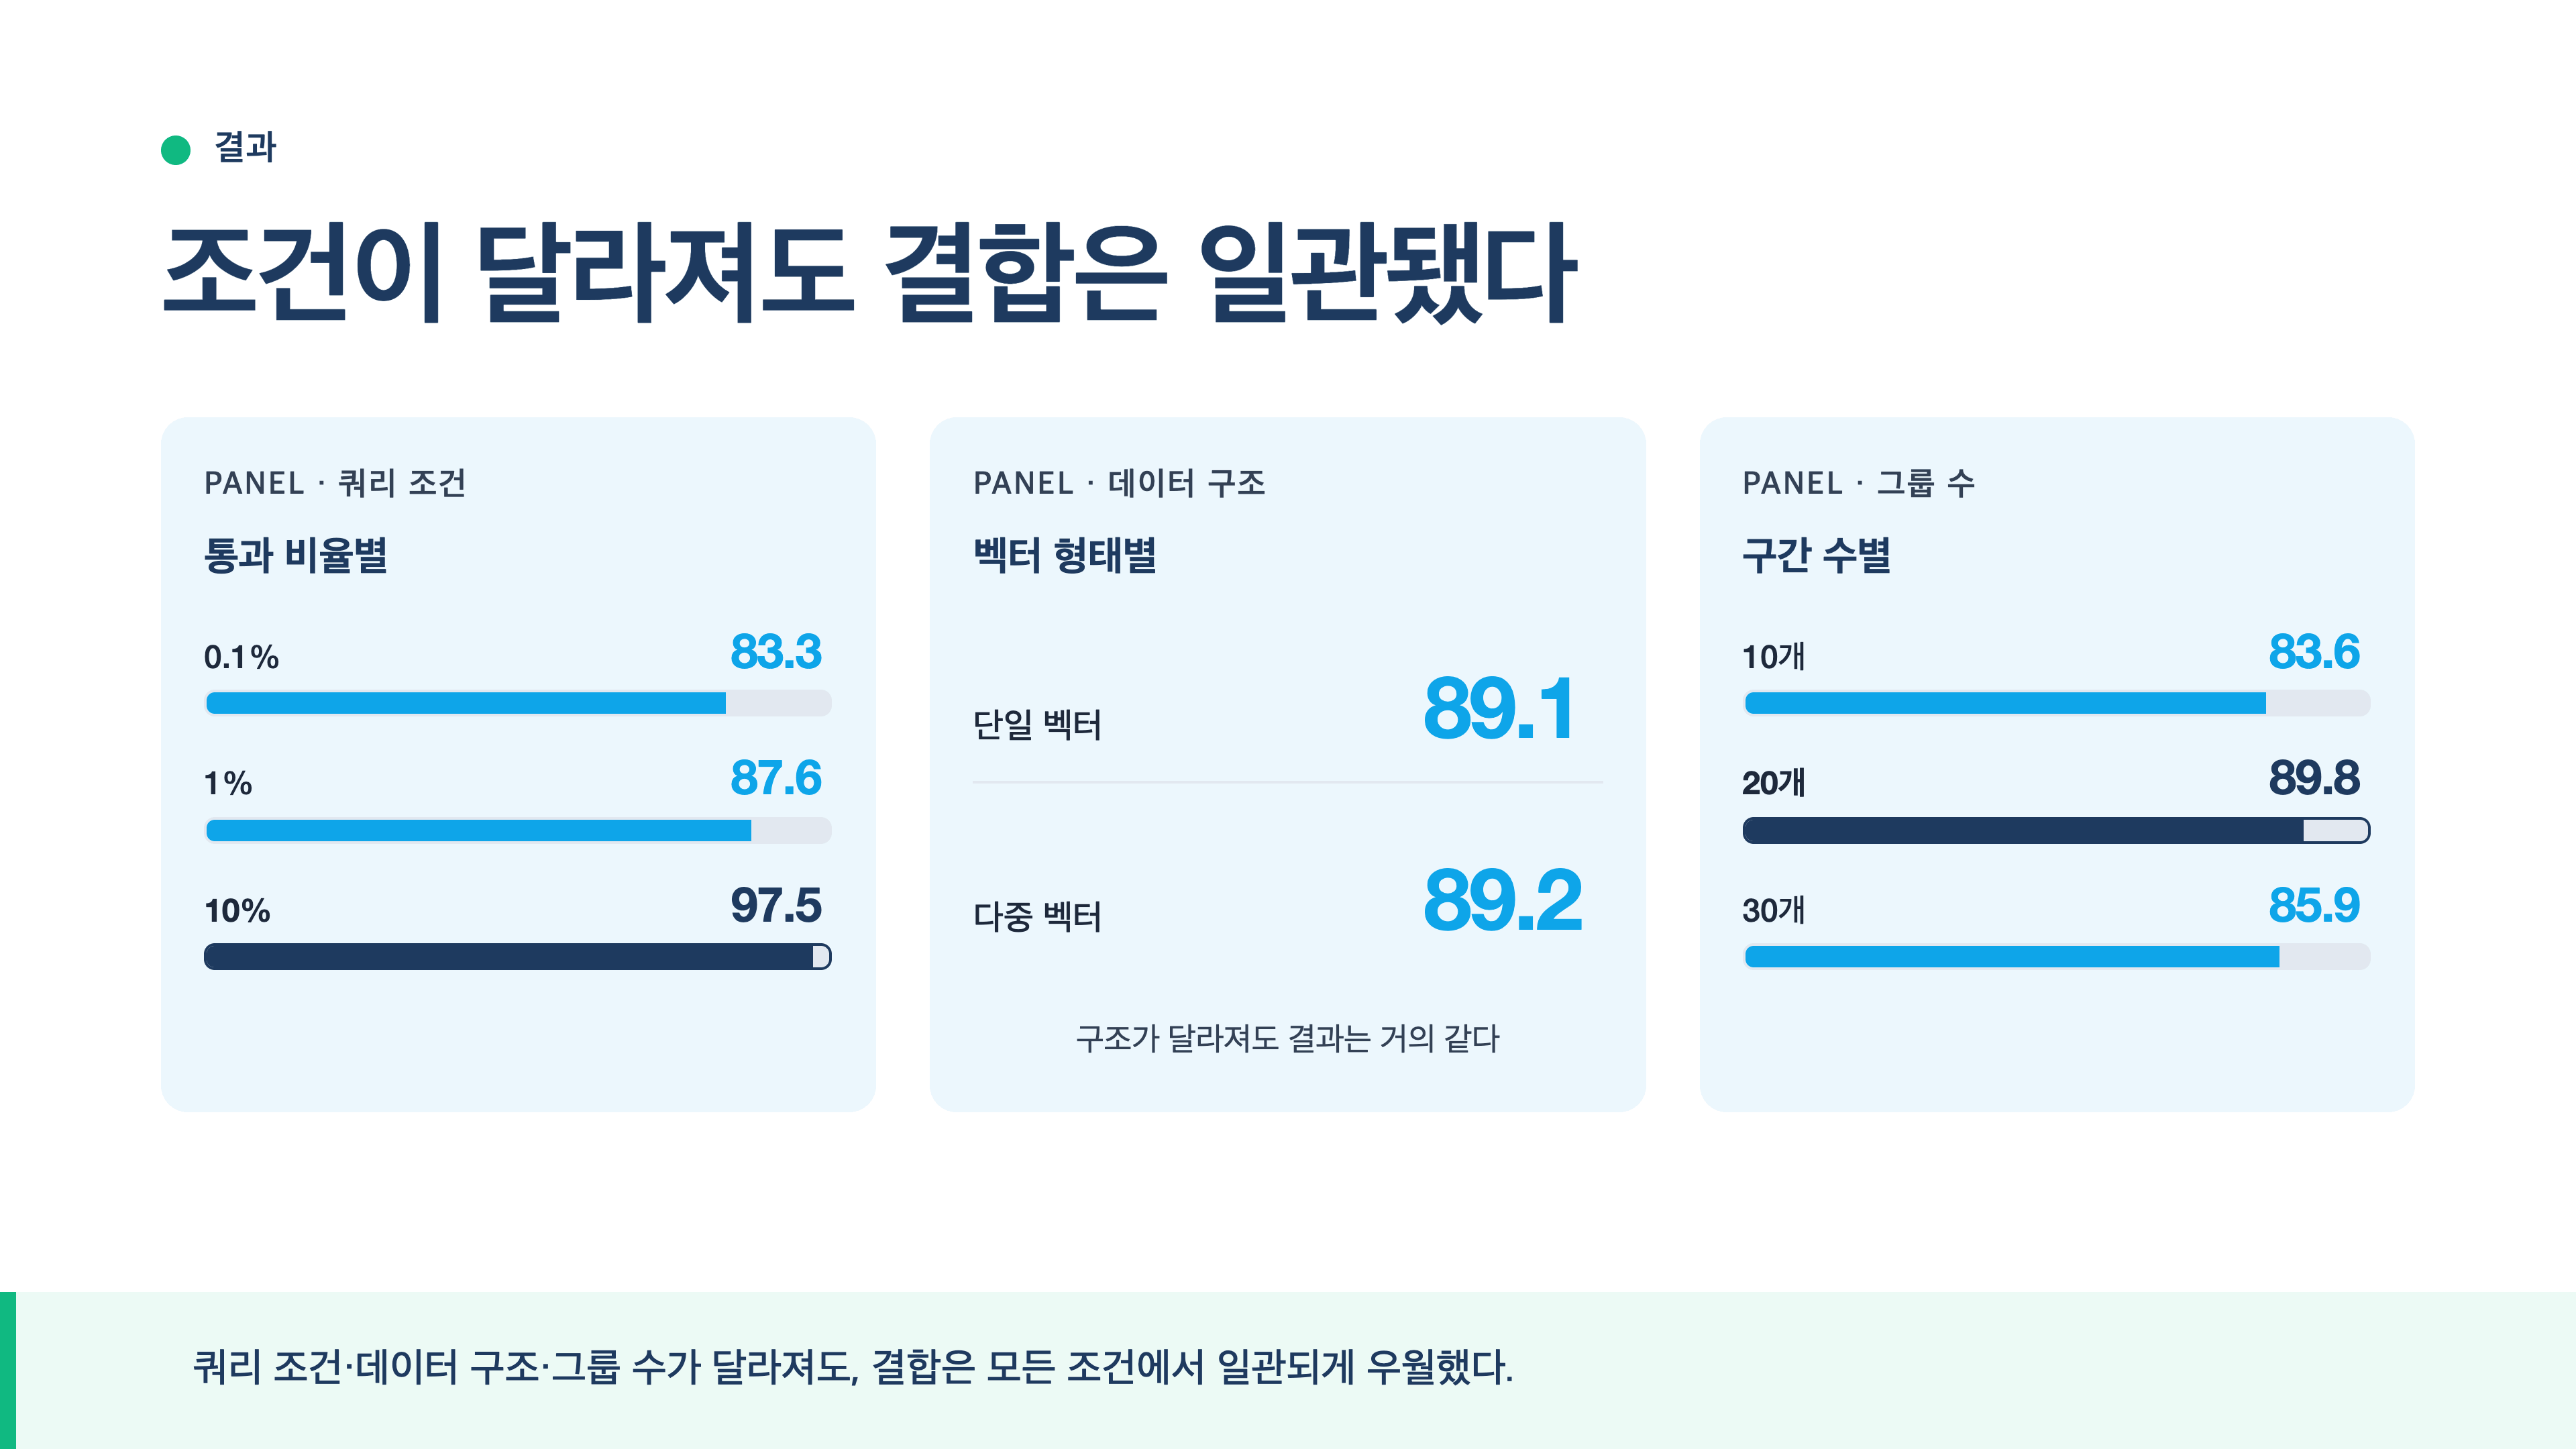 결과
조건이 달라져도 결합은 일관됐다
PANEL · 쿼리 조건
통과 비율별
0.1% 83.3
1% 87.6
10% 97.5
PANEL · 데이터 구조
벡터 형태별
단일 벡터 89.1
다중 벡터 89.2
구조가 달라져도 결과는 거의 같다
PANEL · 그룹 수
구간 수별
10개 83.6
20개 89.8
30개 85.9
쿼리 조건·데이터 구조·그룹 수가 달라져도, 결합은 모든 조건에서 일관되게 우월했다.